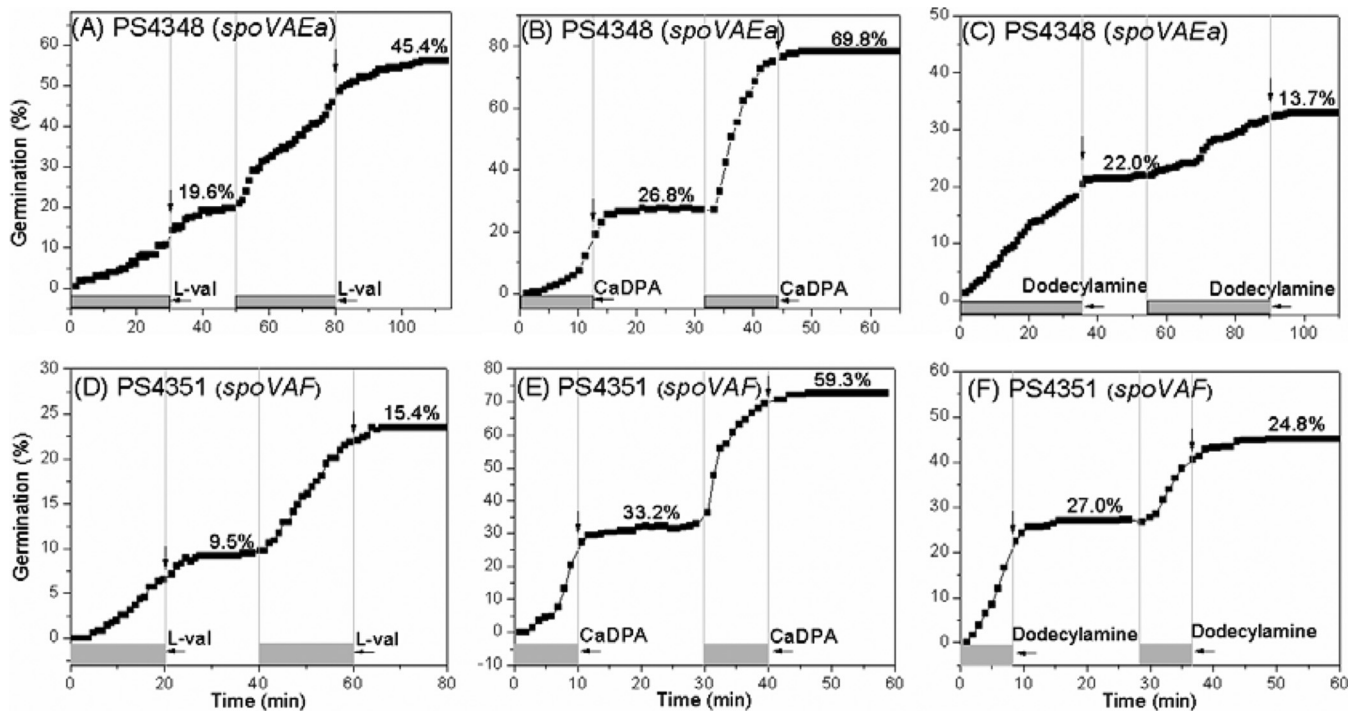 (A) PS4348 (spoVAEa)
60
50
40
30
20
10
0
0 20 40 60 80 100
19.6%
45.4%
L-val
L-val
Germination (%)
(B) PS4348 (spoVAEa)
80
60
40
20
0
0 10 20 30 40 50 60
26.8%
69.8%
CaDPA
CaDPA
(C) PS4348 (spoVAEa)
50
40
30
20
10
0
0 20 40 60 80 100
22.0%
13.7%
Dodecylamine
Dodecylamine
(D) PS4351 (spoVAF)
30
25
20
15
10
5
0
0 20 40 60 80
9.5%
15.4%
L-val
L-val
Germination (%)
Time (min)
(E) PS4351 (spoVAF)
80
70
60
50
40
30
20
10
0
-10
0 10 20 30 40 50 60
33.2%
59.3%
CaDPA
CaDPA
Time (min)
(F) PS4351 (spoVAF)
60
50
40
30
20
10
0
0 10 20 30 40 50 60
27.0%
24.8%
Dodecylamine
Dodecylamine
Time (min)